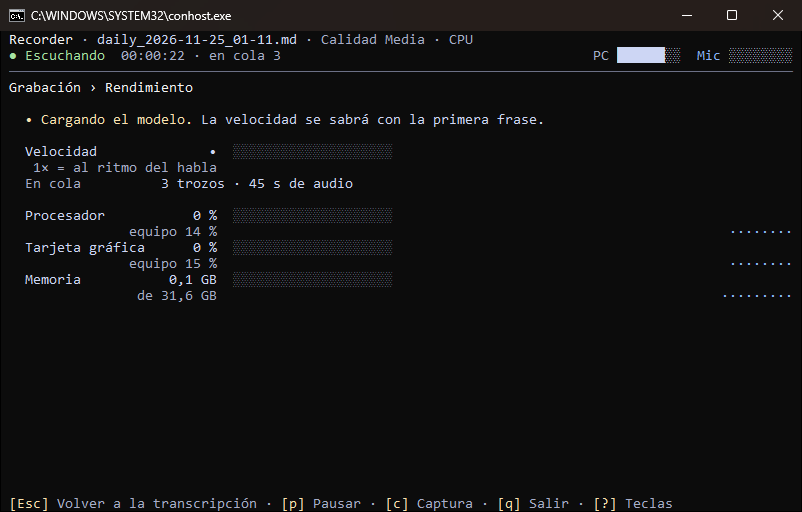 C:\WINDOWS\SYSTEM32\conhost.exe
Recorder · daily_2026-11-25_01-11.md · Calidad Media · CPU
● Escuchando 00:00:22 · en cola 3 PC Mic
Grabación › Rendimiento
• Cargando el modelo. La velocidad se sabrá con la primera frase.
Velocidad •
1× = al ritmo del habla
En cola 3 trozos · 45 s de audio
Procesador 0 %
equipo 14 %
Tarjeta gráfica 0 %
equipo 15 %
Memoria 0,1 GB
de 31,6 GB
[Esc] Volver a la transcripción · [p] Pausar · [c] Captura · [q] Salir · [?] Teclas